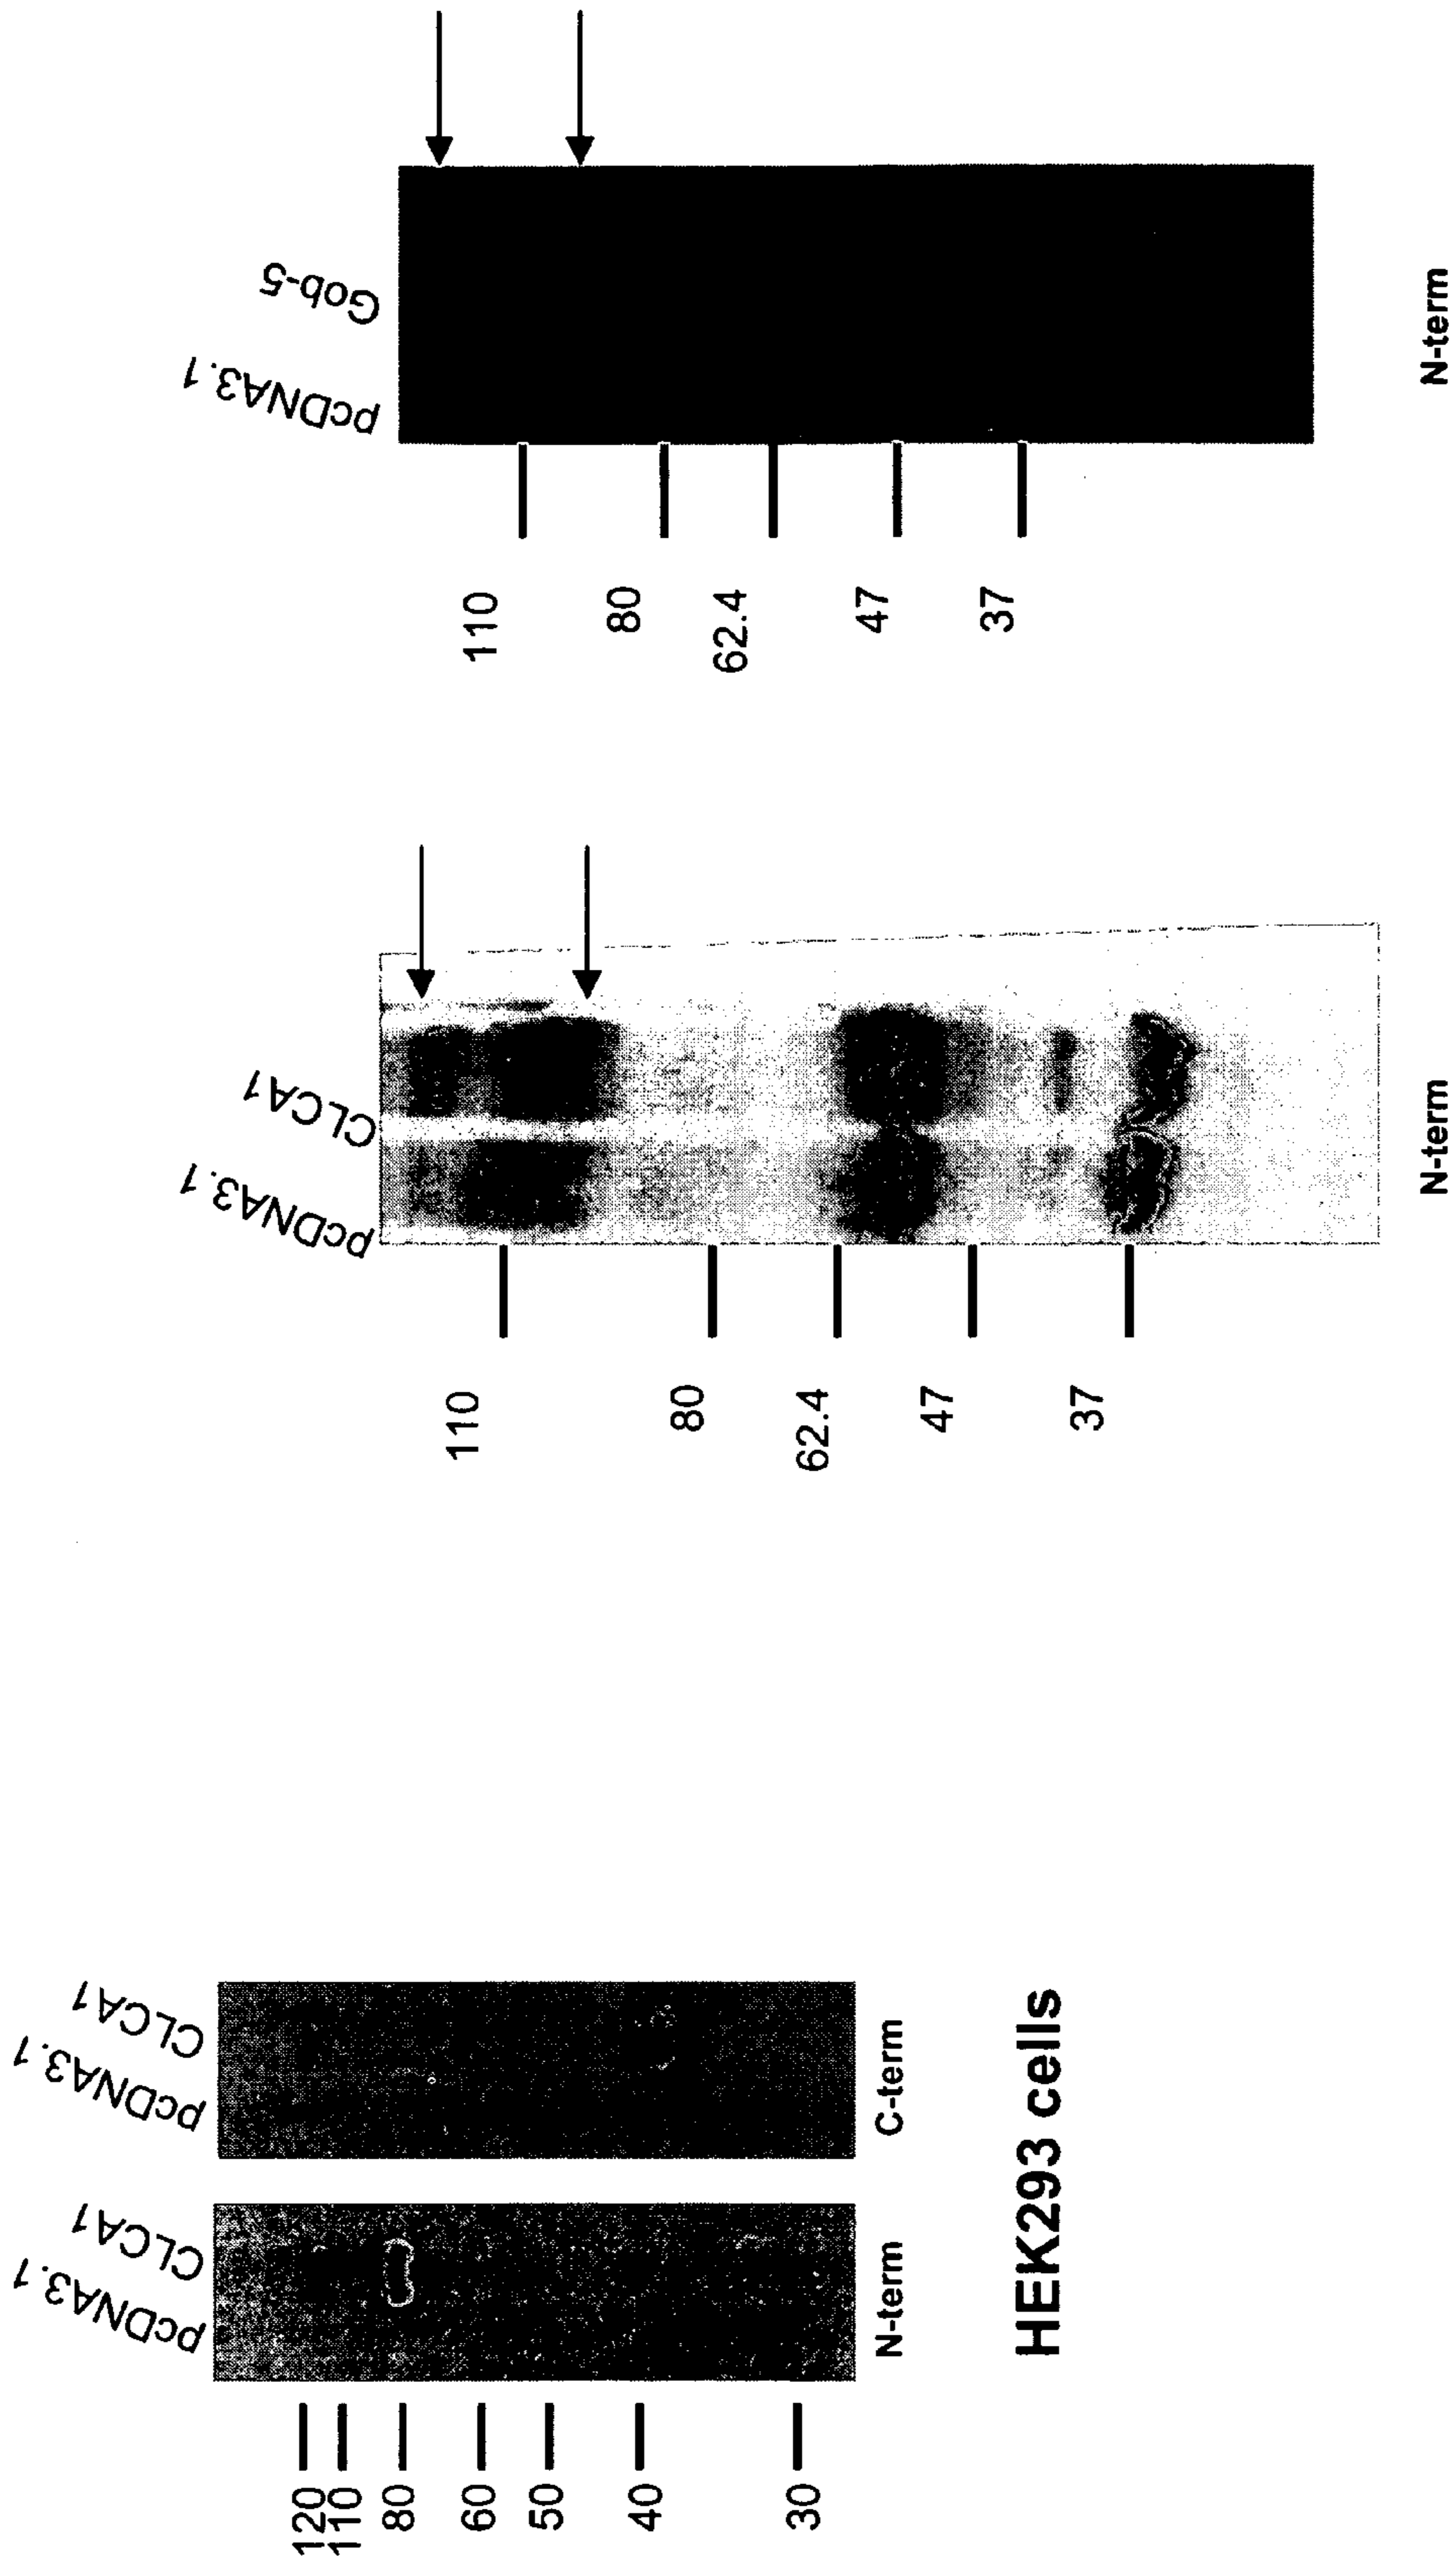 pcDNA3.1
CLCA1
pcDNA3.1
CLCA1
120
110
80
60
50
40
30
N-term
C-term
HEK293 cells
pcDNA3.1
CLCA1
110
80
62.4
47
37
N-term
pcDNA3.1
Gob-5
110
80
62.4
47
37
N-term